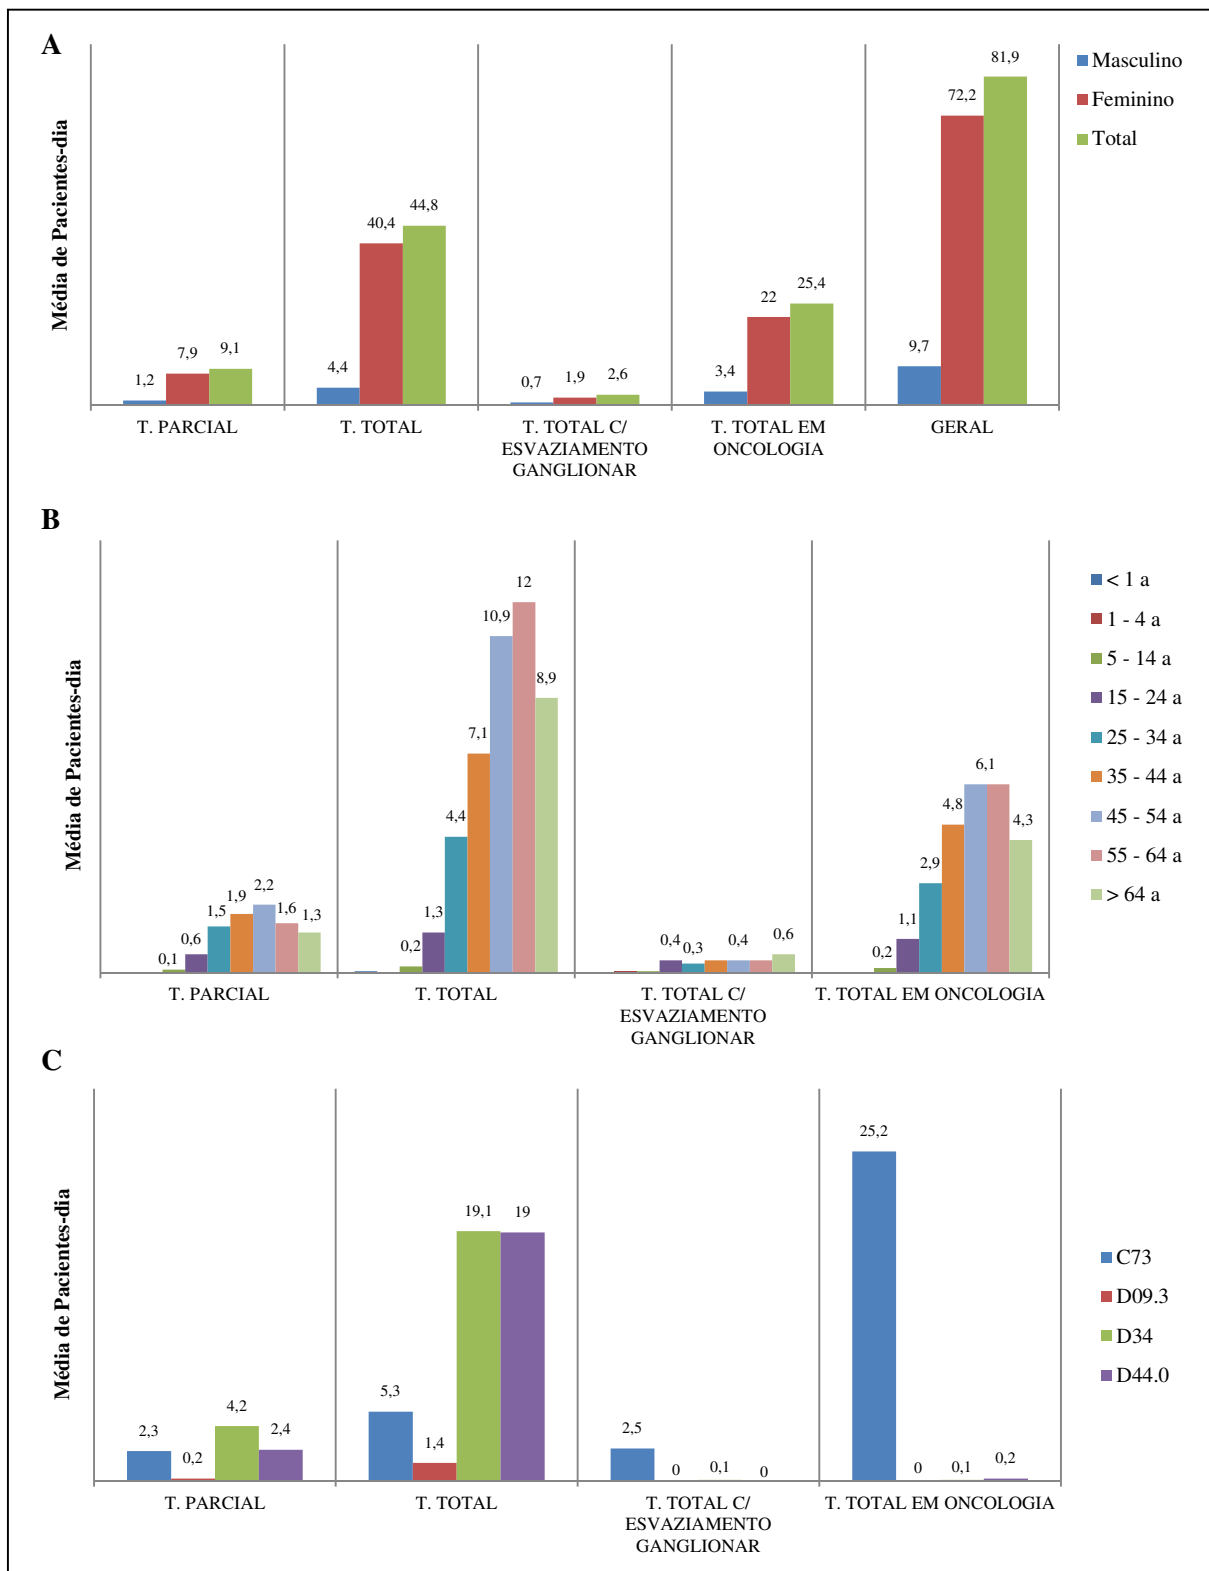 A
Média de Pacientes-dia
1,2
7,9
9,1
4,4
40,4
44,8
0,7
1,9
2,6
3,4
22
25,4
9,7
72,2
81,9
T. PARCIAL
T. TOTAL
T. TOTAL C/
ESVAZIAMENTO
GANGLIONAR
T. TOTAL EM
ONCOLOGIA
GERAL
Masculino
Feminino
Total
B
Média de Pacientes-dia
0,1
0,6
1,5
1,9
2,2
1,6
1,3
0,2
1,3
4,4
7,1
10,9
12
8,9
0,4
0,3
0,4
0,6
0,2
1,1
2,9
4,8
6,1
4,3
T. PARCIAL
T. TOTAL
T. TOTAL C/
ESVAZIAMENTO
GANGLIONAR
T. TOTAL EM ONCOLOGIA
< 1 a
1 - 4 a
5 - 14 a
15 - 24 a
25 - 34 a
35 - 44 a
45 - 54 a
55 - 64 a
> 64 a
C
Média de Pacientes-dia
2,3
0,2
4,2
2,4
5,3
1,4
19,1
19
2,5
0
0,1
0
25,2
0
0,1
0,2
T. PARCIAL
T. TOTAL
T. TOTAL C/
ESVAZIAMENTO
GANGLIONAR
T. TOTAL EM ONCOLOGIA
C73
D09.3
D34
D44.0